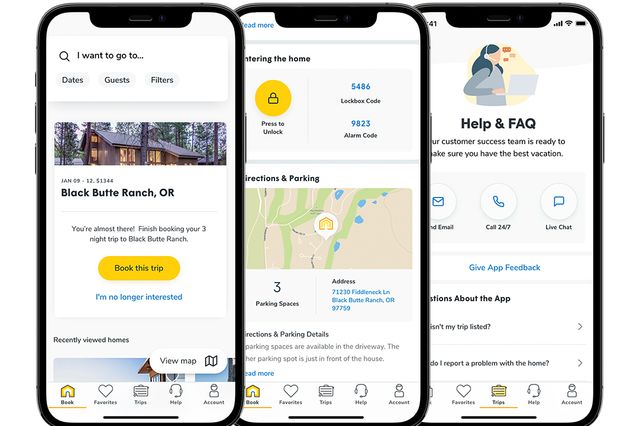 I want to go to...
Dates
Guests
Filters
JAN 09 - 12, $1344
Black Butte Ranch, OR
You're almost there! Finish booking your 3
night trip to Black Butte Ranch.
Book this trip
I'm no longer interested
Recently viewed homes
View map
Book
Favorites
Trips
Help
Account
ead more
ntering the home
Press to
Unlock
5486
Lockbox Code
9823
Alarm Code
irections & Parking
3
Parking Spaces
Address
71230 Fiddleneck Ln
Black Butte Ranch, OR
97759
irections & Parking Details
parking spaces are available in the driveway. The
her parking spot is just in front of the house.
ead more
Book
Favorites
Trips
Help
Account
:41
Help & FAQ
ur customer success team is ready to
ake sure you have the best vacation.
nd Email
Call 24/7
Live Chat
Give App Feedback
stions About the App
isn't my trip listed?
do I report a problem with the home?
Favorites
Trips
Help
Account